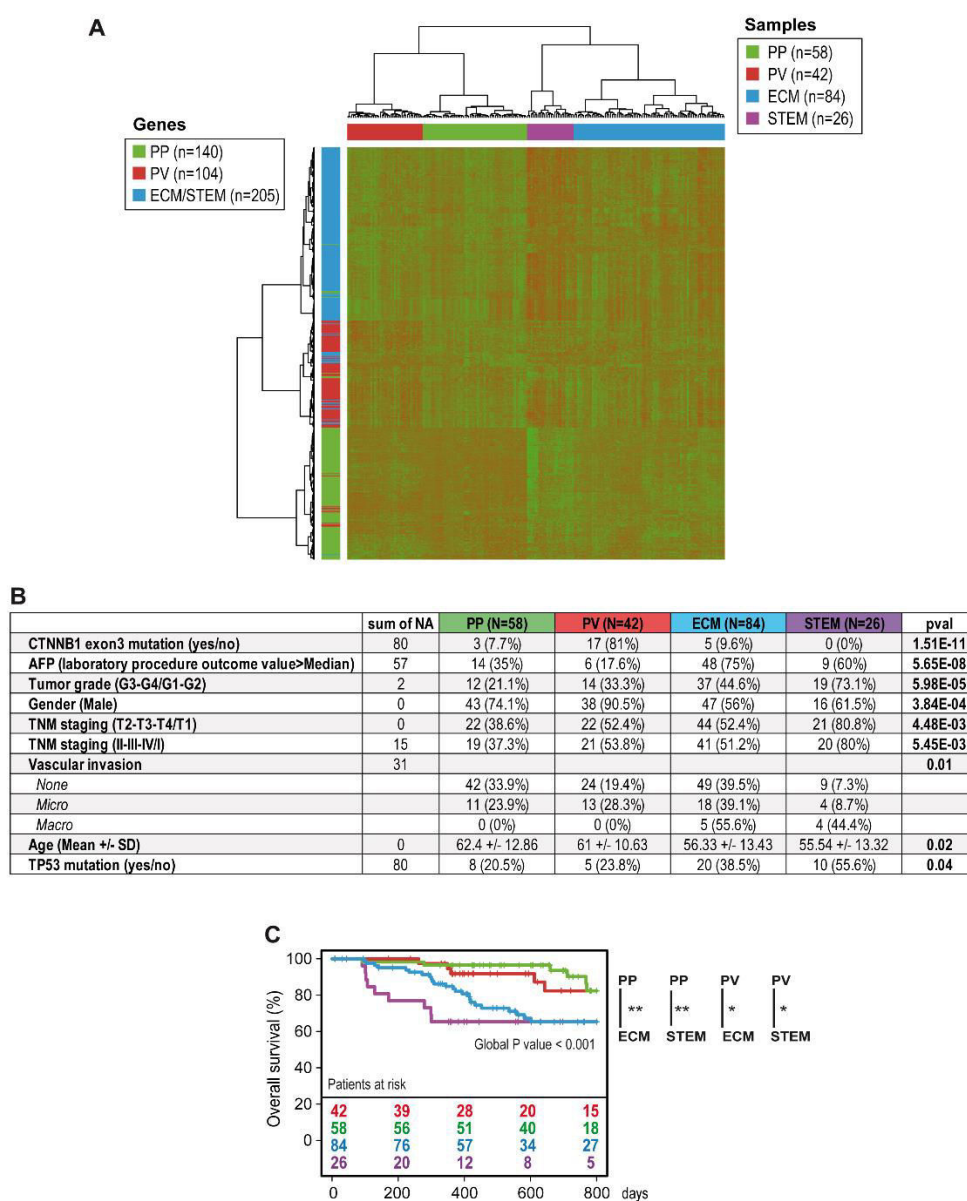 A
Samples
PP (n=58)
PV (n=42)
ECM (n=84)
STEM (n=26)
Genes
PP (n=140)
PV (n=104)
ECM/STEM (n=205)
B
sum of NA PP (N=58) PV (N=42) ECM (N=84) STEM (N=26) pval
CTNNB1 exon3 mutation (yes/no) 80 3 (7.7%) 17 (81%) 5 (9.6%) 0 (0%) 1.51E-11
AFP (laboratory procedure outcome value>Median) 57 14 (35%) 6 (17.6%) 48 (75%) 9 (60%) 5.65E-08
Tumor grade (G3-G4/G1-G2) 2 12 (21.1%) 14 (33.3%) 37 (44.6%) 19 (73.1%) 5.98E-05
Gender (Male) 0 43 (74.1%) 38 (90.5%) 47 (56%) 16 (61.5%) 3.84E-04
TNM staging (T2-T3-T4/T1) 0 22 (38.6%) 22 (52.4%) 44 (52.4%) 21 (80.8%) 4.48E-03
TNM staging (II-III-IV/I) 15 19 (37.3%) 21 (53.8%) 41 (51.2%) 20 (80%) 5.45E-03
Vascular invasion 31 0.01
None 42 (33.9%) 24 (19.4%) 49 (39.5%) 9 (7.3%)
Micro 11 (23.9%) 13 (28.3%) 18 (39.1%) 4 (8.7%)
Macro 0 (0%) 0 (0%) 5 (55.6%) 4 (44.4%)
Age (Mean +/- SD) 0 62.4 +/- 12.86 61 +/- 10.63 56.33 +/- 13.43 55.54 +/- 13.32 0.02
TP53 mutation (yes/no) 80 8 (20.5%) 5 (23.8%) 20 (38.5%) 10 (55.6%) 0.04
C
Overall survival (%)
100
80
60
40
20
0
Global P value < 0.001
Patients at risk
42 39 28 20 15
58 56 51 40 18
84 76 57 34 27
26 20 12 8 5
0 200 400 600 800 days
PP PP PV PV
** ** * *
ECM STEM ECM STEM